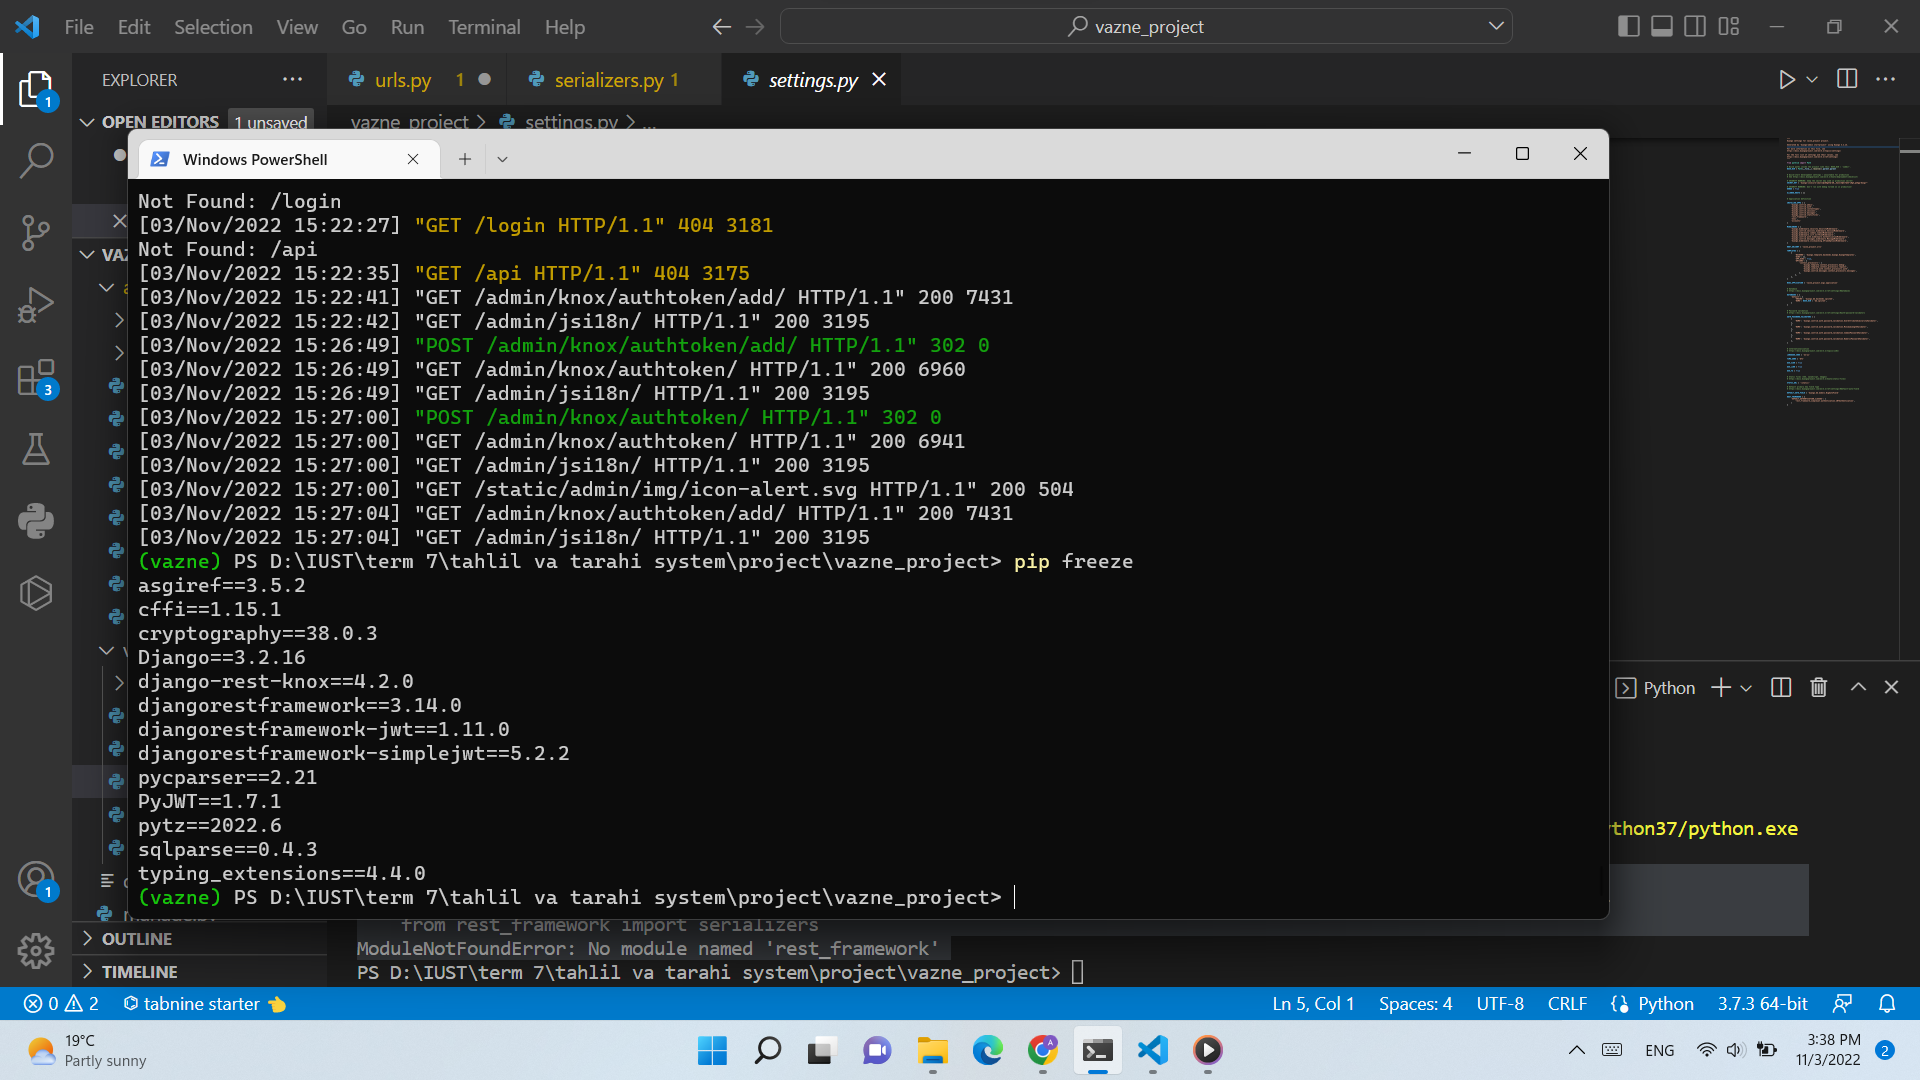 File Edit Selection View Go Run Terminal Help
vazne_project
EXPLORER
urls.py 1
serializers.py 1
settings.py
OPEN EDITORS 1 unsaved
vazne_project > settings.py > ...
Windows PowerShell
Not Found: /login
[03/Nov/2022 15:22:27] "GET /login HTTP/1.1" 404 3181
Not Found: /api
[03/Nov/2022 15:22:35] "GET /api HTTP/1.1" 404 3175
[03/Nov/2022 15:22:41] "GET /admin/knox/authtoken/add/ HTTP/1.1" 200 7431
[03/Nov/2022 15:22:42] "GET /admin/jsi18n/ HTTP/1.1" 200 3195
[03/Nov/2022 15:26:49] "POST /admin/knox/authtoken/add/ HTTP/1.1" 302 0
[03/Nov/2022 15:26:49] "GET /admin/knox/authtoken/ HTTP/1.1" 200 6960
[03/Nov/2022 15:26:49] "GET /admin/jsi18n/ HTTP/1.1" 200 3195
[03/Nov/2022 15:27:00] "POST /admin/knox/authtoken/ HTTP/1.1" 302 0
[03/Nov/2022 15:27:00] "GET /admin/knox/authtoken/ HTTP/1.1" 200 6941
[03/Nov/2022 15:27:00] "GET /admin/jsi18n/ HTTP/1.1" 200 3195
[03/Nov/2022 15:27:00] "GET /static/admin/img/icon-alert.svg HTTP/1.1" 200 504
[03/Nov/2022 15:27:04] "GET /admin/knox/authtoken/add/ HTTP/1.1" 200 7431
[03/Nov/2022 15:27:04] "GET /admin/jsi18n/ HTTP/1.1" 200 3195
(vazne) PS D:\IUST\term 7\tahlil va tarahi system\project\vazne_project> pip freeze
asgiref==3.5.2
cffi==1.15.1
cryptography==38.0.3
Django==3.2.16
django-rest-knox==4.2.0
djangorestframework==3.14.0
djangorestframework-jwt==1.11.0
djangorestframework-simplejwt==5.2.2
pycparser==2.21
PyJWT==1.7.1
pytz==2022.6
sqlparse==0.4.3
typing_extensions==4.4.0
(vazne) PS D:\IUST\term 7\tahlil va tarahi system\project\vazne_project>
1
3
VAZ
Python
thon37/python.exe
from rest_framework import serializers
ModuleNotFoundError: No module named 'rest_framework'
PS D:\IUST\term 7\tahlil va tarahi system\project\vazne_project>
1
OUTLINE
TIMELINE
0 2 tabnine starter
Ln 5, Col 1 Spaces: 4 UTF-8 CRLF Python 3.7.3 64-bit
19°C
Partly sunny
ENG
3:38 PM
11/3/2022
2